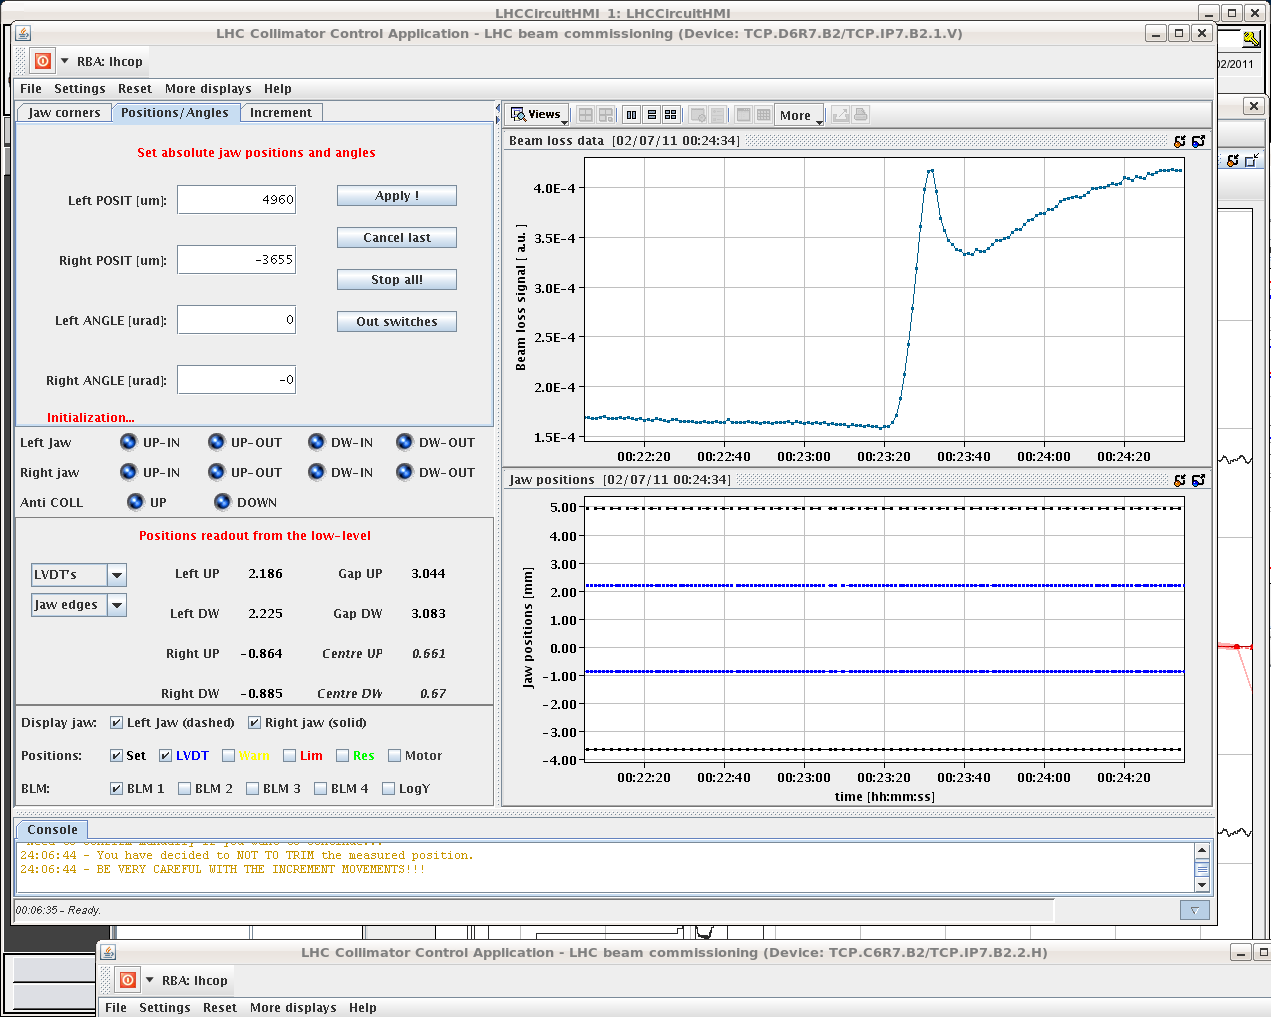 LHCCircuitHMI 1: LHCCircuitHMI
LHC Collimator Control Application - LHC beam commissioning (Device: TCP.D6R7.B2/TCP.IP7.B2.1.V)
RBA: lhcop
02/2011
File Settings Reset More displays Help
Jaw corners Positions/Angles Increment
Set absolute jaw positions and angles
Left POSIT [um]: 4960 Apply !
Cancel last
Right POSIT [um]: -3655
Stop all!
Left ANGLE [urad]: 0 Out switches
Right ANGLE [urad]: -0
Initialization...
Left Jaw UP-IN UP-OUT DW-IN DW-OUT
Right jaw UP-IN UP-OUT DW-IN DW-OUT
Anti COLL UP DOWN
Positions readout from the low-level
LVDT's Left UP 2.186 Gap UP 3.044
Jaw edges Left DW 2.225 Gap DW 3.083
Right UP -0.864 Centre UP 0.661
Right DW -0.885 Centre DW 0.67
Display jaw: Left Jaw (dashed) Right jaw (solid)
Positions: Set LVDT Warn Lim Res Motor
BLM: BLM 1 BLM 2 BLM 3 BLM 4 LogY
Views More
Beam loss data [02/07/11 00:24:34]
Beam loss signal [ a.u. ]
4.0E-4
3.5E-4
3.0E-4
2.5E-4
2.0E-4
1.5E-4
00:22:20 00:22:40 00:23:00 00:23:20 00:23:40 00:24:00 00:24:20
Jaw positions [02/07/11 00:24:34]
Jaw positions [mm]
5.00
4.00
3.00
2.00
1.00
0.00
-1.00
-2.00
-3.00
-4.00
00:22:20 00:22:40 00:23:00 00:23:20 00:23:40 00:24:00 00:24:20
time [hh:mm:ss]
Console
24:06:44 - You have decided to NOT TO TRIM the measured position.
24:06:44 - BE VERY CAREFUL WITH THE INCREMENT MOVEMENTS!!!
00:06:35 - Ready.
LHC Collimator Control Application - LHC beam commissioning (Device: TCP.C6R7.B2/TCP.IP7.B2.2.H)
RBA: lhcop
File Settings Reset More displays Help